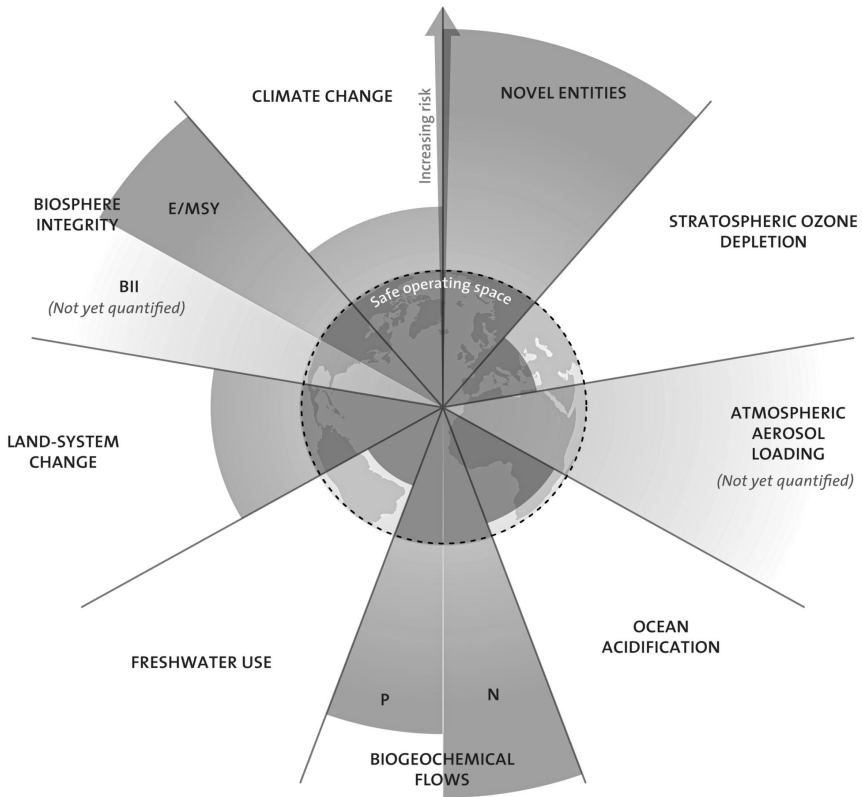 CLIMATE CHANGE
Increasing risk
NOVEL ENTITIES
BIOSPHERE
INTEGRITY
E/MSY
BII
(Not yet quantified)
STRATOSPHERIC OZONE
DEPLETION
Safe operating space
LAND-SYSTEM
CHANGE
ATMOSPHERIC
AEROSOL
LOADING
(Not yet quantified)
FRESHWATER USE
OCEAN
ACIDIFICATION
P
N
BIOGEOCHEMICAL
FLOWS